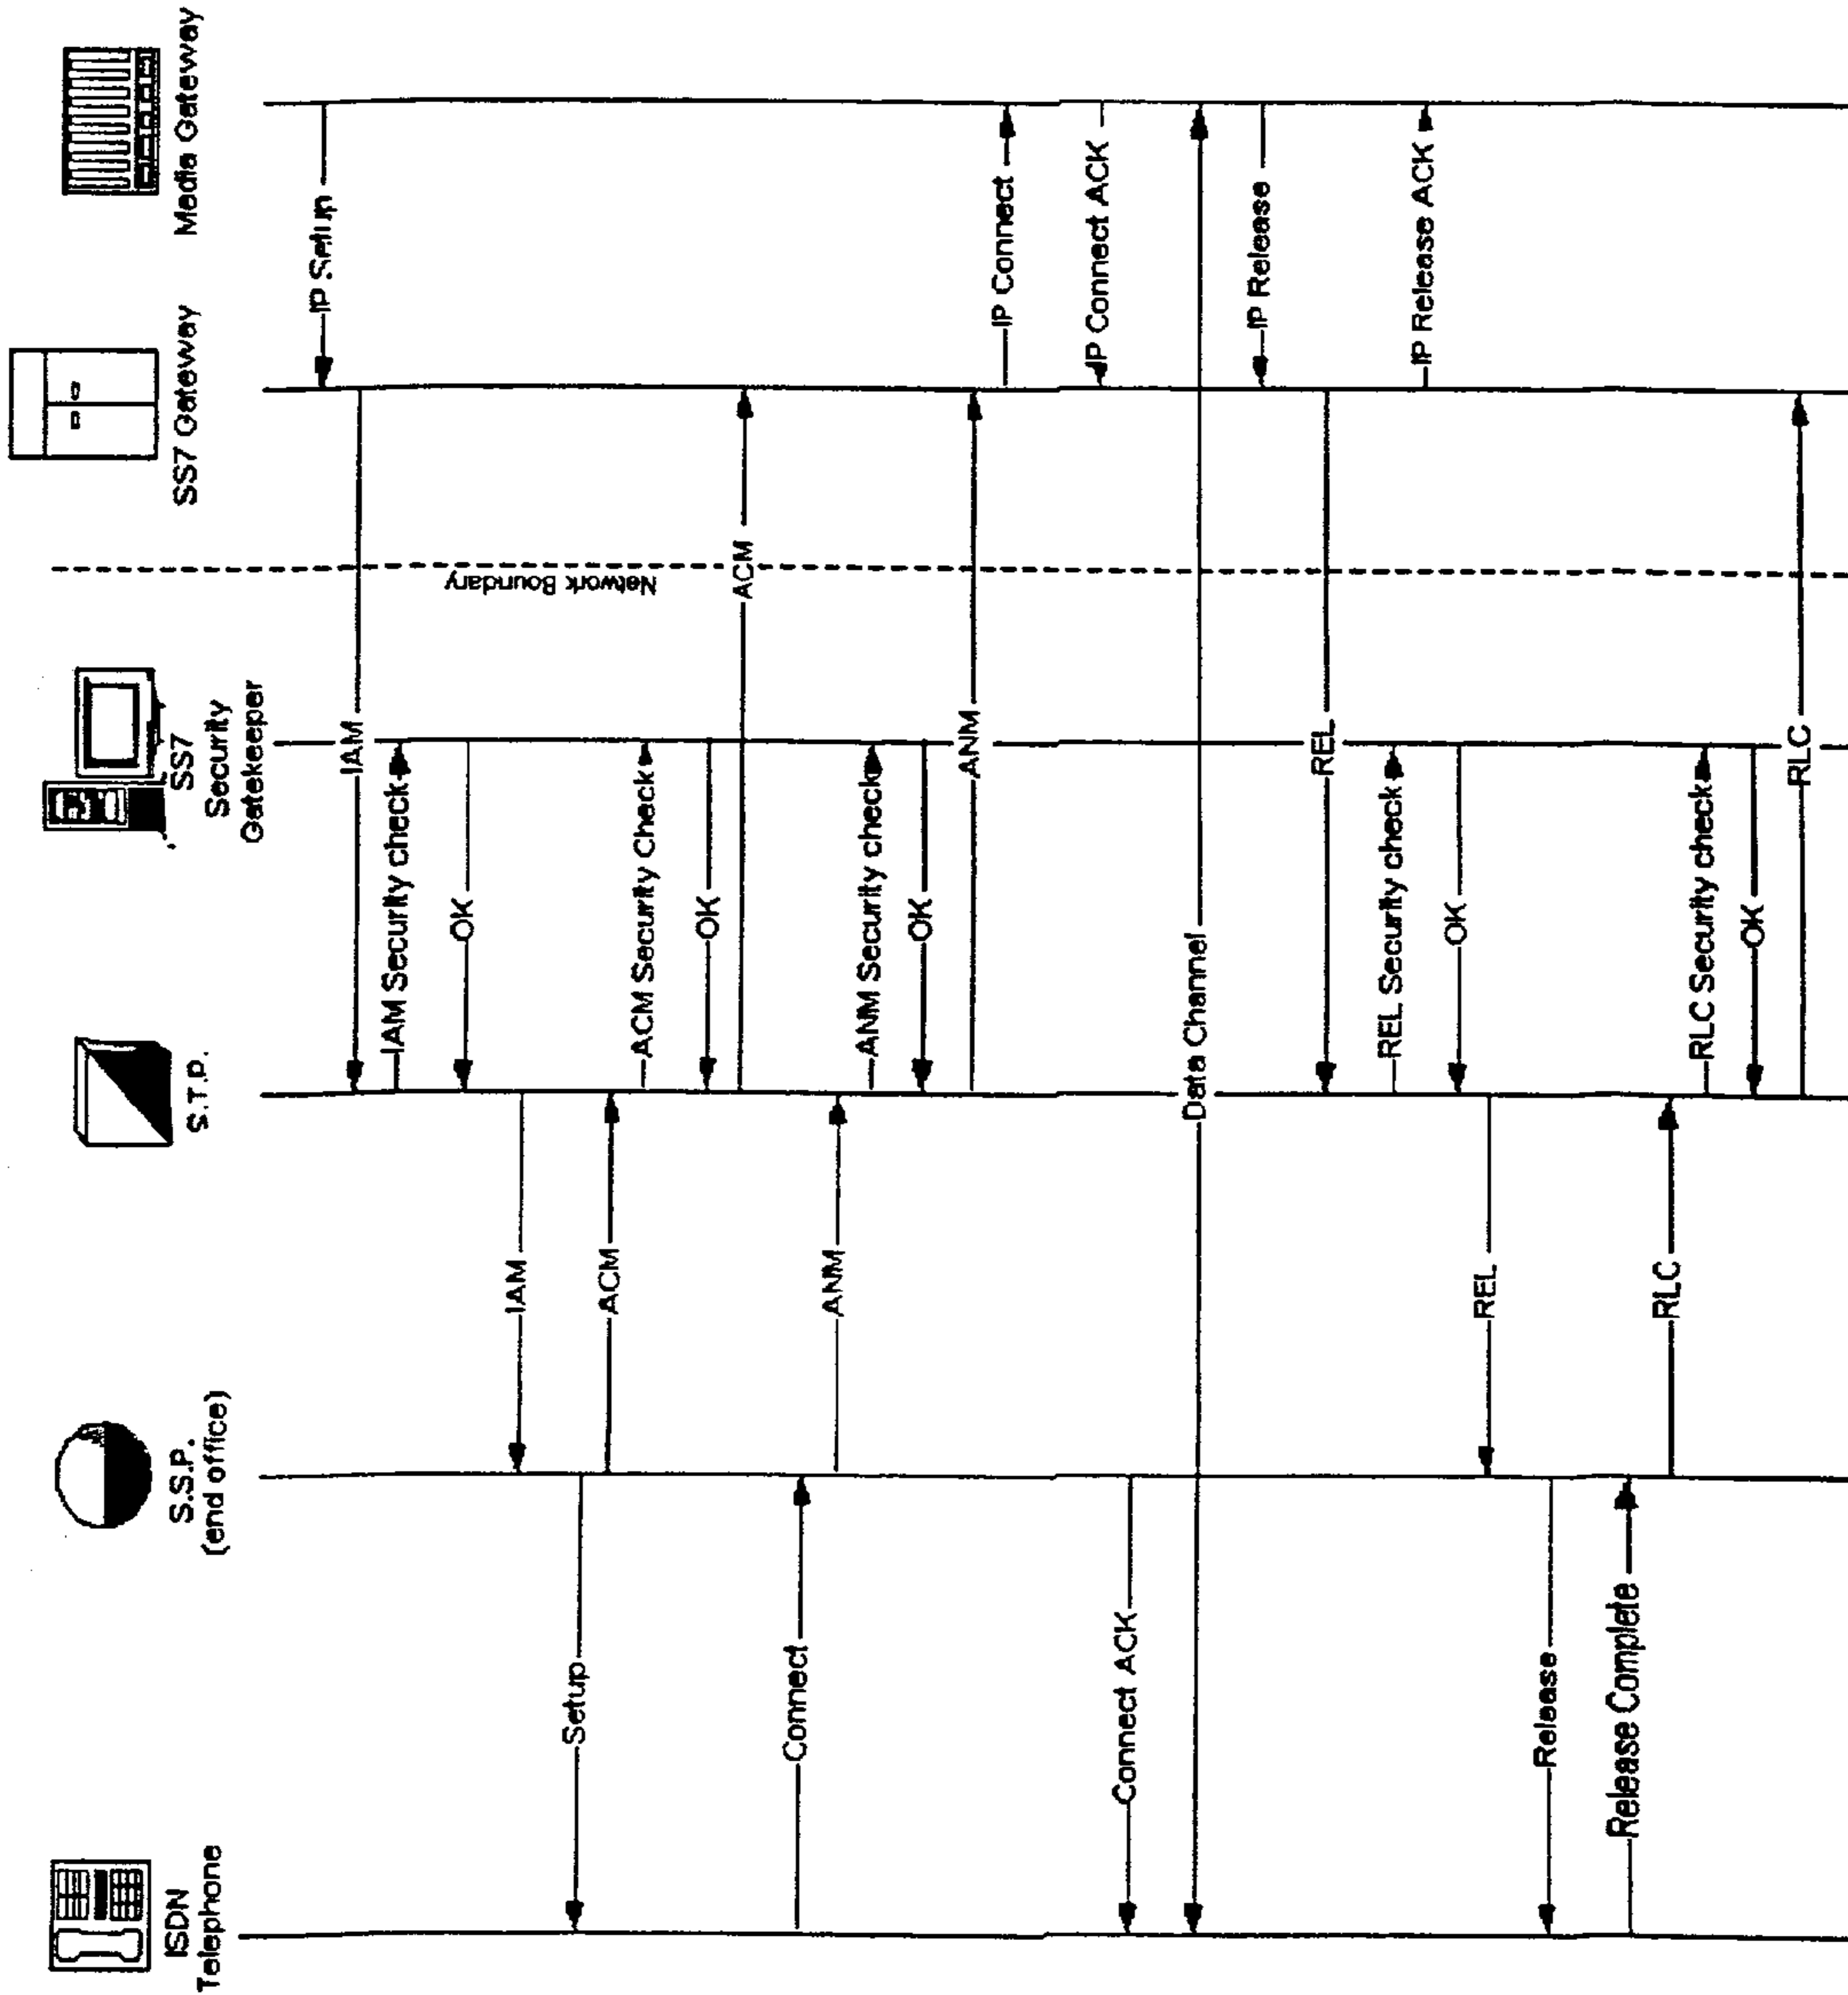 ISDN
Telephone
S.S.P.
(end office)
S.T.P.
SS7
Security
Gatekeeper
SS7 Gateway
Media Gateway
Network Boundary
IP Setup
IAM
IAM Security check
OK
IAM
Setup
ACM
ACM Security Check
OK
ACM
Connect
ANM
ANM Security check
OK
ANM
IP Connect
IP Connect ACK
Connect ACK
Data Channel
IP Release
REL
REL Security check
IP Release ACK
OK
REL
Release
Release Complete
RLC
RLC Security check
OK
RLC